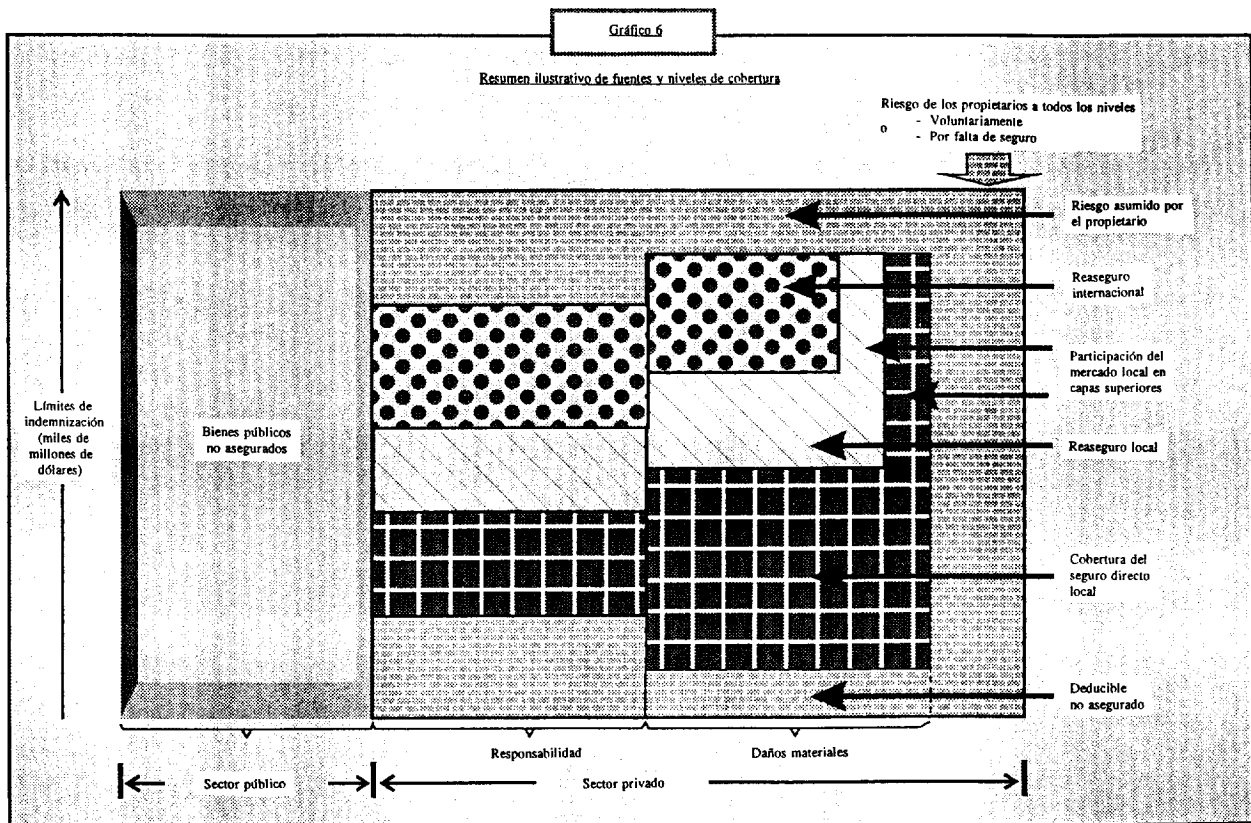 Gráfico 6
Resumen ilustrativo de fuentes y niveles de cobertura
Riesgo de los propietarios a todos los niveles
- Voluntariamente
o
- Por falta de seguro
Riesgo asumido por
el propietario
Reaseguro
internacional
Participación del
mercado local en
capas superiores
Límites de
indemnización
(miles de
millones de
dólares)
Bienes públicos
no asegurados
Reaseguro local
Cobertura del
seguro directo
local
Deducible
no asegurado
Responsabilidad
Daños materiales
Sector público
Sector privado